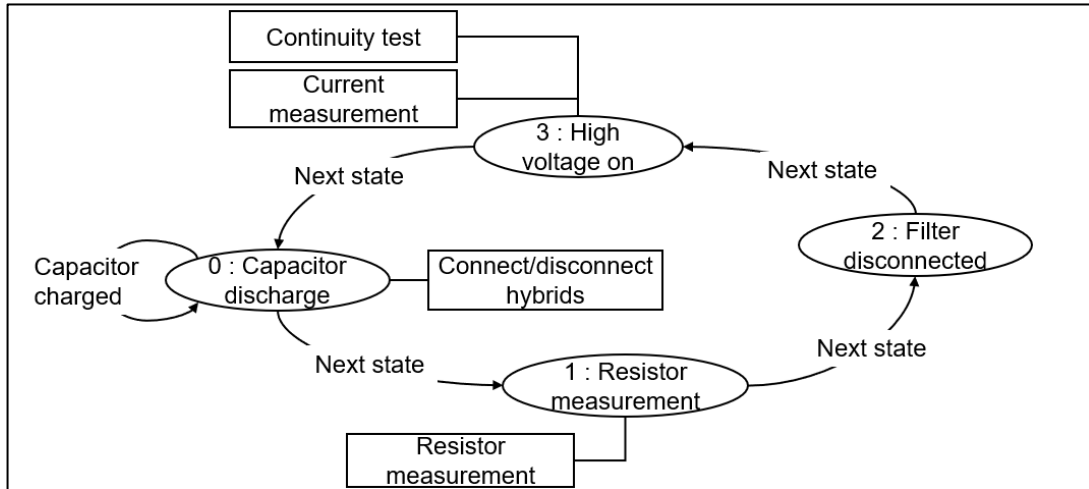 Continuity test
Current
measurement
3 : High
voltage on
Next state
Next state
2 : Filter
disconnected
Capacitor
charged
0 : Capacitor
discharge
Connect/disconnect
hybrids
Next state
Next state
1 : Resistor
measurement
Resistor
measurement